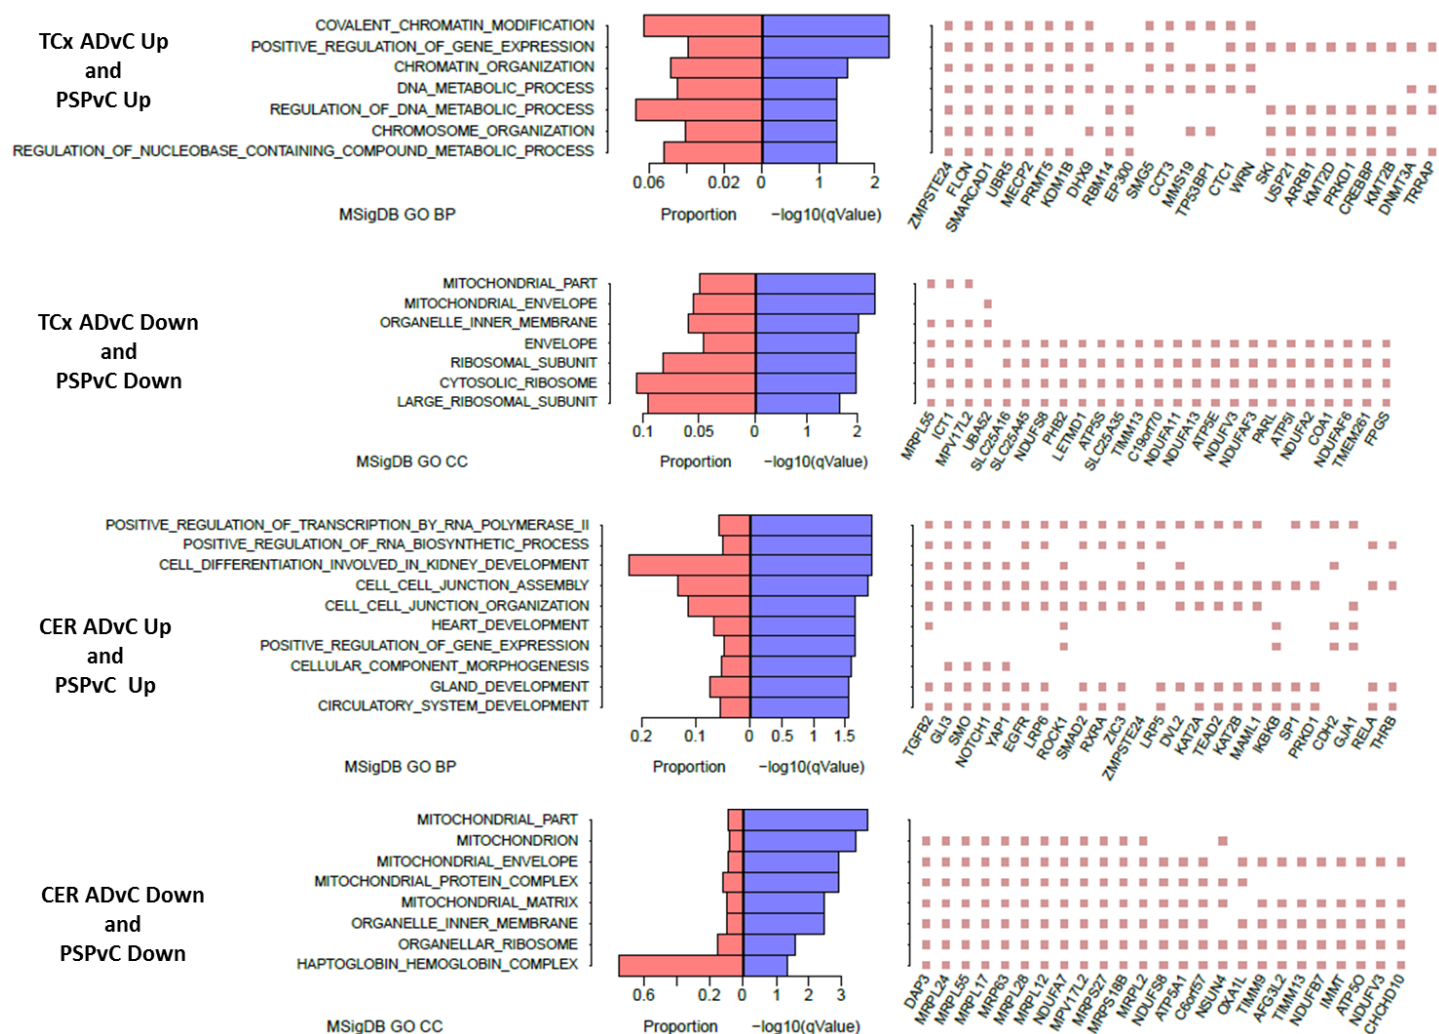 TCx ADvC Up
and
PSPvC Up
COVALENT_CHROMATIN_MODIFICATION
POSITIVE_REGULATION_OF_GENE_EXPRESSION
CHROMATIN_ORGANIZATION
DNA_METABOLIC_PROCESS
REGULATION_OF_DNA_METABOLIC_PROCESS
CHROMOSOME_ORGANIZATION
REGULATION_OF_NUCLEOBASE_CONTAINING_COMPOUND_METABOLIC_PROCESS
0.06 0.02 0 1 2
MSigDB GO BP Proportion −log10(qValue)
ZMPSTE24 FLCN SMARCAD1 UBR5 MECP2 PRMT5 KDM1B DHX9 RBM14 EP300 SMG5 CCT3 MMS19 TP53BP1 CTC1 WRN SKI USP21 ARRB1 KMT2D PRKD1 CREBBP KMT2B DNMT3A TRRAP
TCx ADvC Down
and
PSPvC Down
MITOCHONDRIAL_PART
MITOCHONDRIAL_ENVELOPE
ORGANELLE_INNER_MEMBRANE
ENVELOPE
RIBOSOMAL_SUBUNIT
CYTOSOLIC_RIBOSOME
LARGE_RIBOSOMAL_SUBUNIT
0.1 0.05 0 1 2
MSigDB GO CC Proportion −log10(qValue)
MRPL55 ICT1 MPV17L2 UBA52 SLC25A16 SLC25A45 NDUFS8 PHB2 LETMD1 ATP5S SLC25A35 TIMM13 C19orf70 NDUFA11 NDUFA13 ATP5E NDUFV3 NDUFAF3 PARL ATP5I NDUFA2 COA1 NDUFAF6 TMEM261 FPGS
CER ADvC Up
and
PSPvC Up
POSITIVE_REGULATION_OF_TRANSCRIPTION_BY_RNA_POLYMERASE_II
POSITIVE_REGULATION_OF_RNA_BIOSYNTHETIC_PROCESS
CELL_DIFFERENTIATION_INVOLVED_IN_KIDNEY_DEVELOPMENT
CELL_CELL_JUNCTION_ASSEMBLY
CELL_CELL_JUNCTION_ORGANIZATION
HEART_DEVELOPMENT
POSITIVE_REGULATION_OF_GENE_EXPRESSION
CELLULAR_COMPONENT_MORPHOGENESIS
GLAND_DEVELOPMENT
CIRCULATORY_SYSTEM_DEVELOPMENT
0.2 0.1 0 0.5 1 1.5
MSigDB GO BP Proportion −log10(qValue)
TGFB2 GLI3 SMO NOTCH1 YAP1 EGFR LRP6 ROCK1 SMAD2 RXRA ZIC3 ZMPSTE24 LRP5 DVL2 KAT2A TEAD2 KAT2B MAML1 IKBKB SP1 PRKD1 CDH2 GJA1 RELA THRB
CER ADvC Down
and
PSPvC Down
MITOCHONDRIAL_PART
MITOCHONDRION
MITOCHONDRIAL_ENVELOPE
MITOCHONDRIAL_PROTEIN_COMPLEX
MITOCHONDRIAL_MATRIX
ORGANELLE_INNER_MEMBRANE
ORGANELLAR_RIBOSOME
HAPTOGLOBIN_HEMOGLOBIN_COMPLEX
0.6 0.2 0 1 2 3
MSigDB GO CC Proportion −log10(qValue)
DAP3 MRPL24 MRPL55 MRPL17 MRP63 MRPL28 MRPL12 NDUFA7 MPV17L2 MRPS27 MRPS18B MRPL2 NDUFS8 ATP5A1 C6orf57 NSUN4 OXA1L TIMM9 AFG3L2 TIMM13 NDUFB7 IMMT ATP5O NDUFV3 CHCHD10